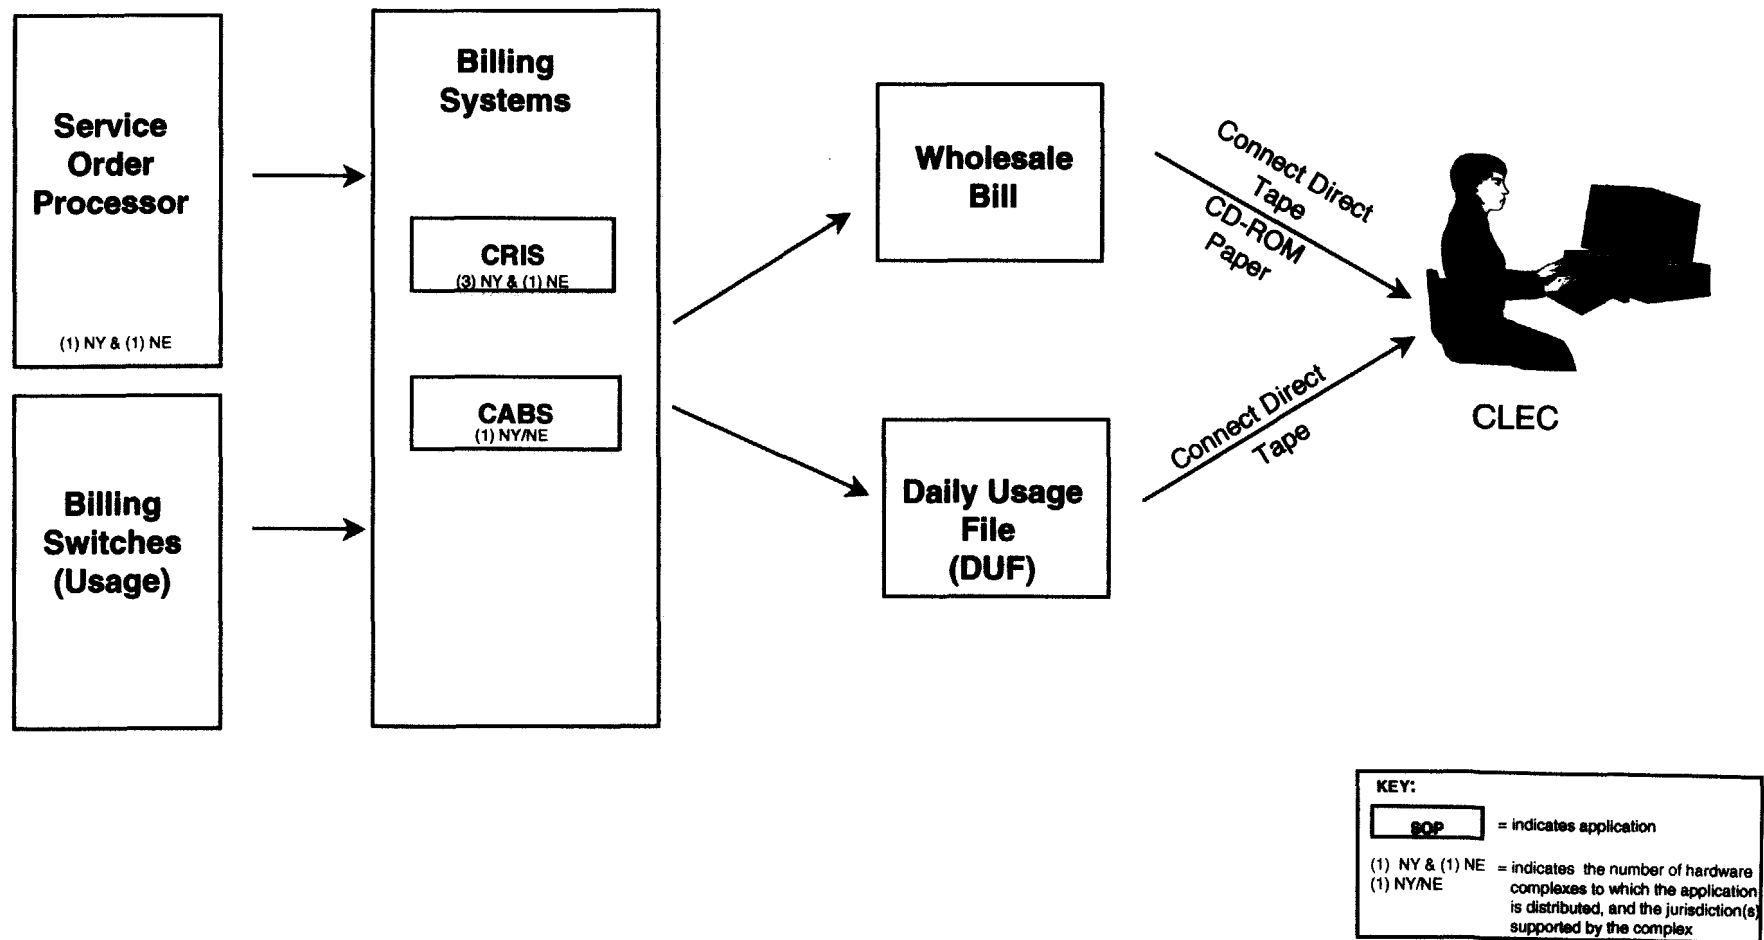 Service
Order
Processor
(1) NY & (1) NE
Billing
Switches
(Usage)
Billing
Systems
CRIS
(3) NY & (1) NE
CABS
(1) NY/NE
Wholesale
Bill
Daily Usage
File
(DUF)
Connect Direct
Tape
CD-ROM
Paper
Connect Direct
Tape
CLEC
KEY:
SOP
= indicates application
(1) NY & (1) NE
(1) NY/NE
= indicates the number of hardware
complexes to which the application
is distributed, and the jurisdiction(s)
supported by the complex